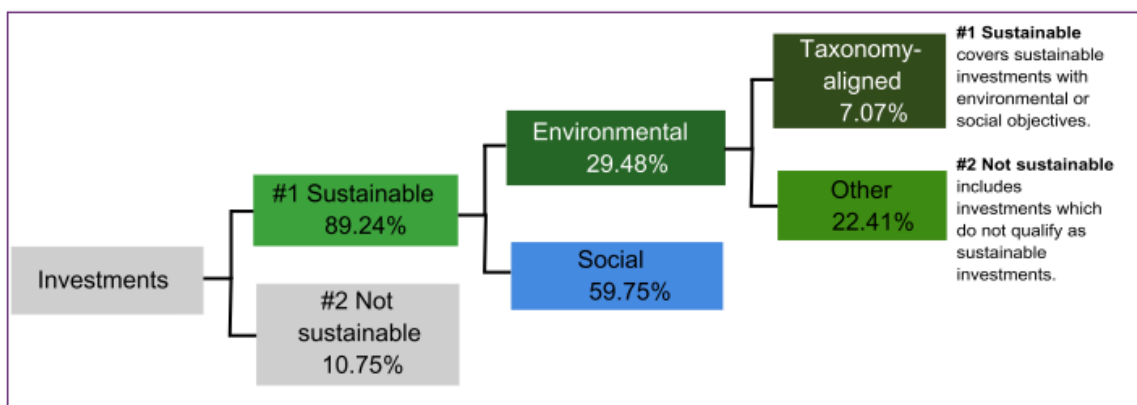 Investments
#1 Sustainable
89.24%
#2 Not
sustainable
10.75%
Environmental
29.48%
Social
59.75%
Taxonomy-
aligned
7.07%
Other
22.41%
#1 Sustainable
covers sustainable
investments with
environmental or
social objectives.
#2 Not sustainable
includes
investments which
do not qualify as
sustainable
investments.